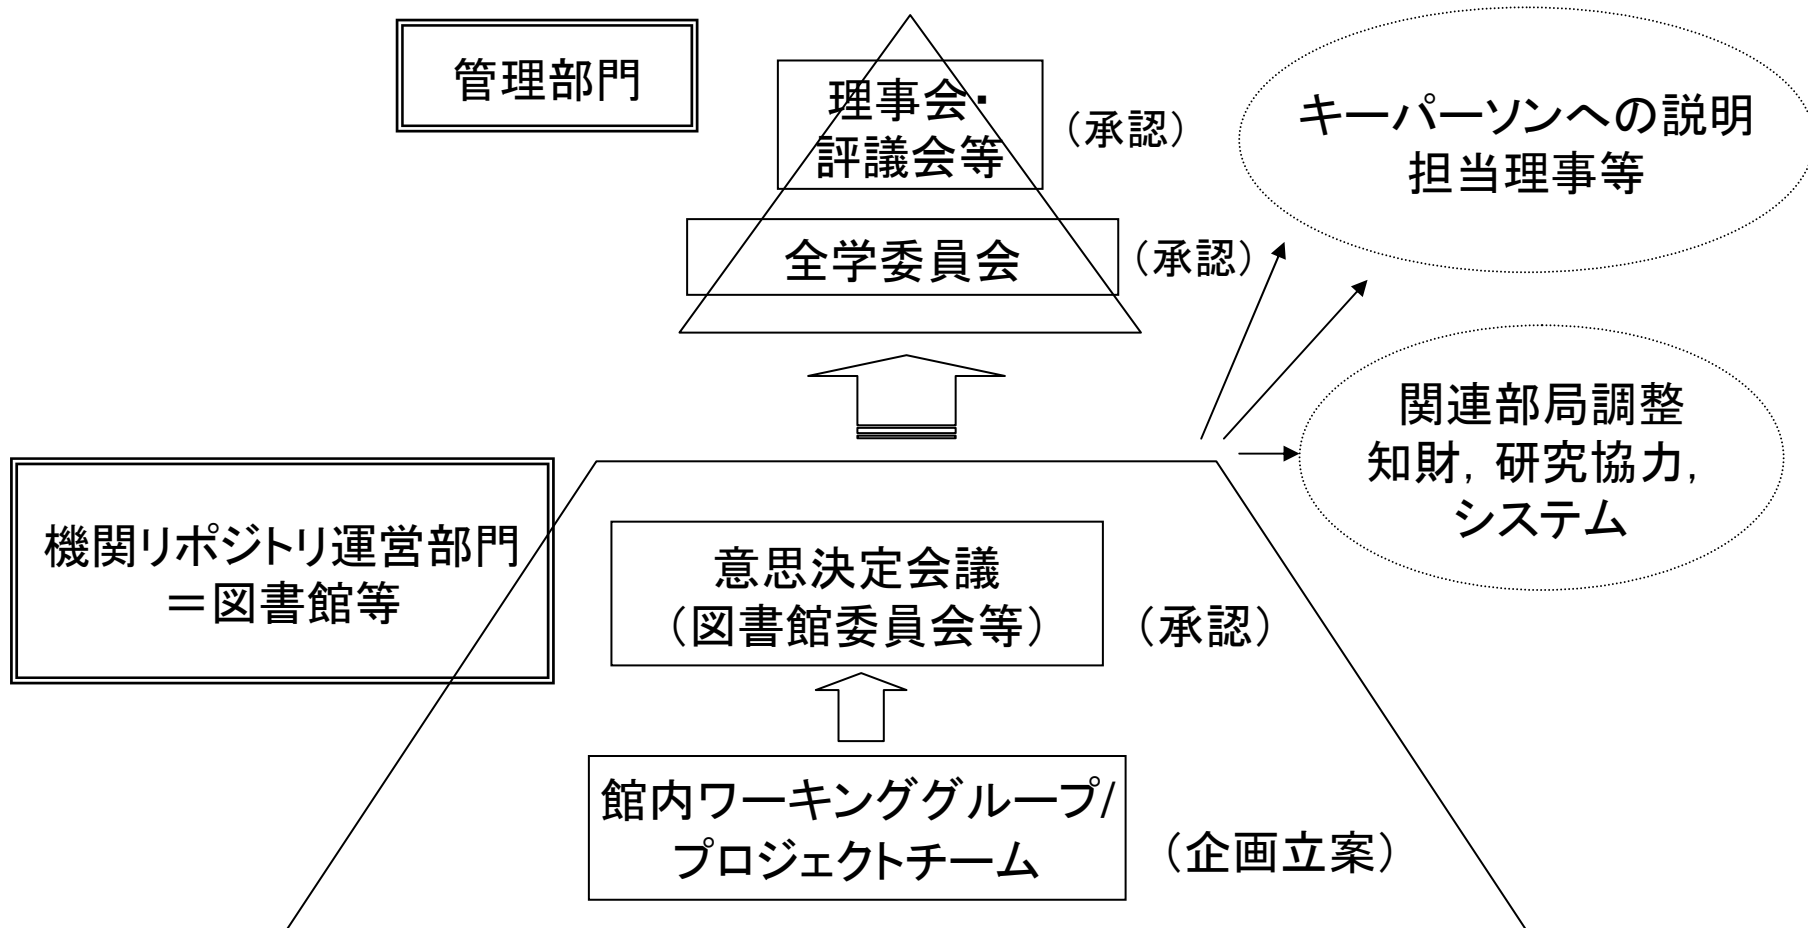 管理部門
理事会・
評議会等
（承認）
キーパーソンへの説明
担当理事等
全学委員会
（承認）
関連部局調整
知財，研究協力，
システム
機関リポジトリ運営部門
＝図書館等
意思決定会議
（図書館委員会等）
（承認）
館内ワーキンググループ/
プロジェクトチーム
（企画立案）